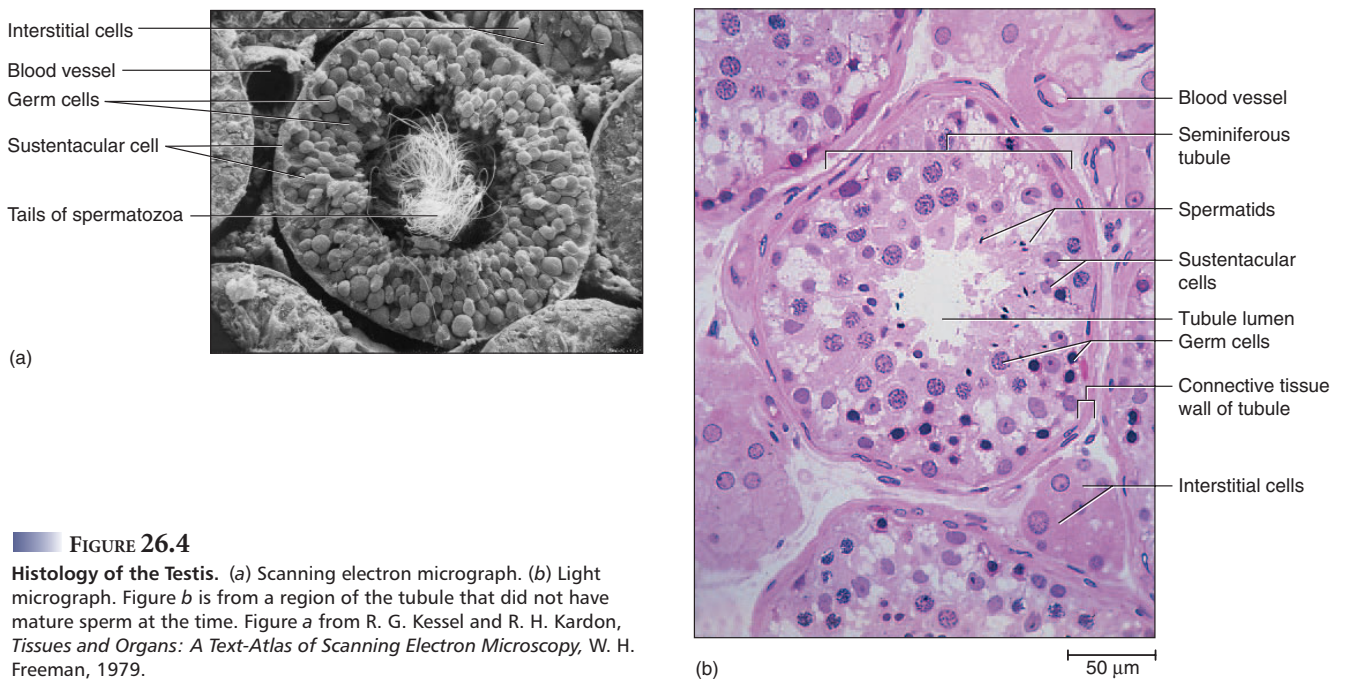 Interstitial cells
Blood vessel
Germ cells
Sustentacular cell
Tails of spermatozoa
(a)
FIGURE 26.4
Histology of the Testis. (a) Scanning electron micrograph. (b) Light
micrograph. Figure b is from a region of the tubule that did not have
mature sperm at the time. Figure a from R. G. Kessel and R. H. Kardon,
Tissues and Organs: A Text-Atlas of Scanning Electron Microscopy, W. H.
Freeman, 1979.
Blood vessel
Seminiferous
tubule
Spermatids
Sustentacular
cells
Tubule lumen
Germ cells
Connective tissue
wall of tubule
Interstitial cells
(b)
50 μm